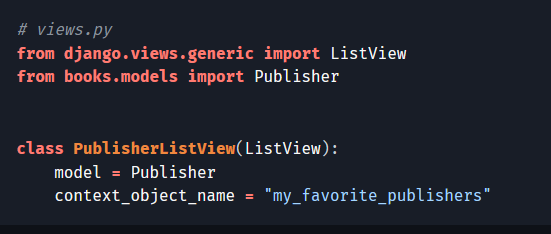 # views.py
from django.views.generic import ListView
from books.models import Publisher
class PublisherListView(ListView):
    model = Publisher
    context_object_name = "my_favorite_publishers"